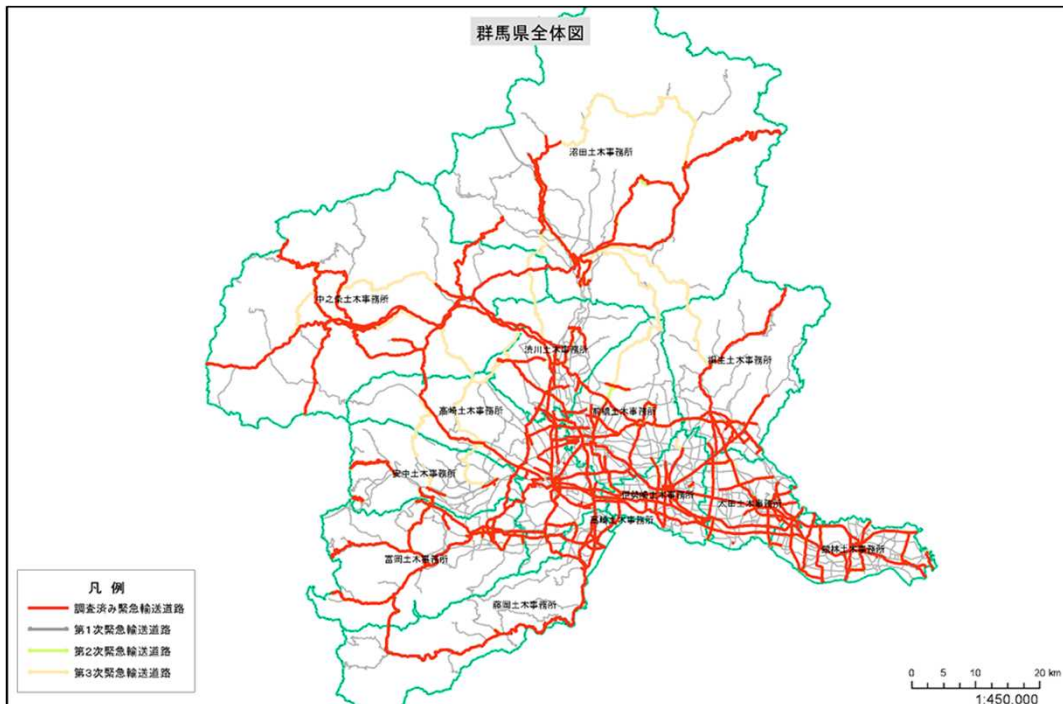 群馬県全体図
沼田土木事務所
中之条土木事務所
渋川土木事務所
桐生土木事務所
高崎土木事務所
前橋土木事務所
安中土木事務所
伊勢崎土木事務所
太田土木事務所
高崎土木事務所
館林土木事務所
富岡土木事務所
藤岡土木事務所
凡 例
調査済み緊急輸送道路
第1次緊急輸送道路
第2次緊急輸送道路
第3次緊急輸送道路
0 5 10 20 km
1:450,000